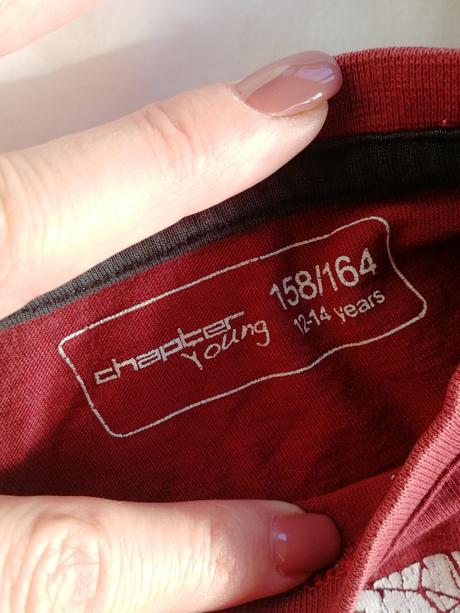 chapter
Young
158/164
12-14 years